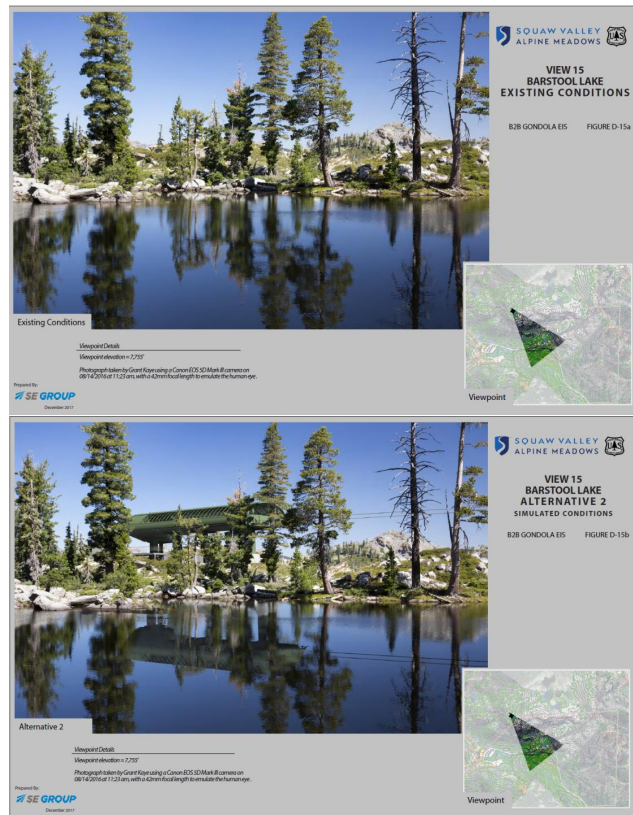 SQUAW VALLEY
ALPINE MEADOWS
VIEW 15
BARSTOOL LAKE
EXISTING CONDITIONS
B2B GONDOLA EIS FIGURE D-15a
Existing Conditions
Viewpoint Details
Viewpoint elevation = 7,755'
Photograph taken by Grant Kaye using a Canon EOS 5D Mark III camera on
08/14/2016 at 11:23 am, with a 42mm focal length to emulate the human eye.
Prepared By:
SE GROUP
December 2017
Viewpoint
SQUAW VALLEY
ALPINE MEADOWS
VIEW 15
BARSTOOL LAKE
ALTERNATIVE 2
SIMULATED CONDITIONS
B2B GONDOLA EIS FIGURE D-15b
Alternative 2
Viewpoint Details
Viewpoint elevation = 7,755'
Photograph taken by Grant Kaye using a Canon EOS 5D Mark III camera on
08/14/2016 at 11:23 am, with a 42mm focal length to emulate the human eye.
Prepared By:
SE GROUP
December 2017
Viewpoint